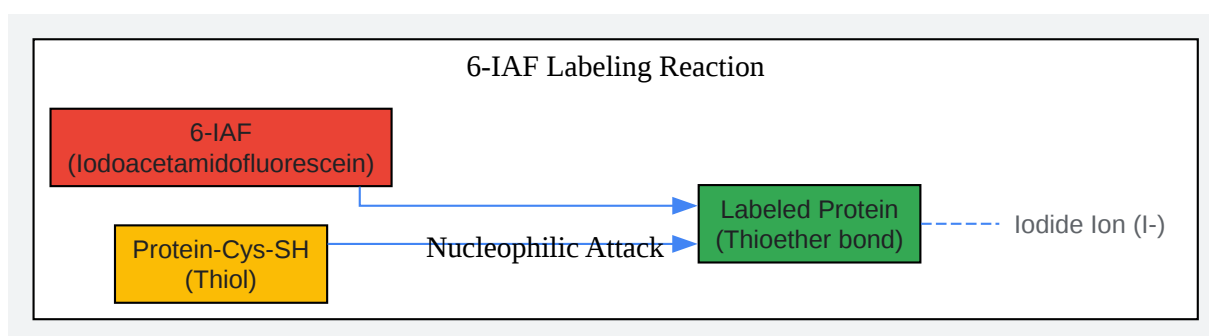 6-IAF Labeling Reaction
6-IAF
(Iodoacetamidofluorescein)
Protein-Cys-SH
(Thiol)
Nucleophilic Attack
Labeled Protein
(Thioether bond)
Iodide Ion (I-)